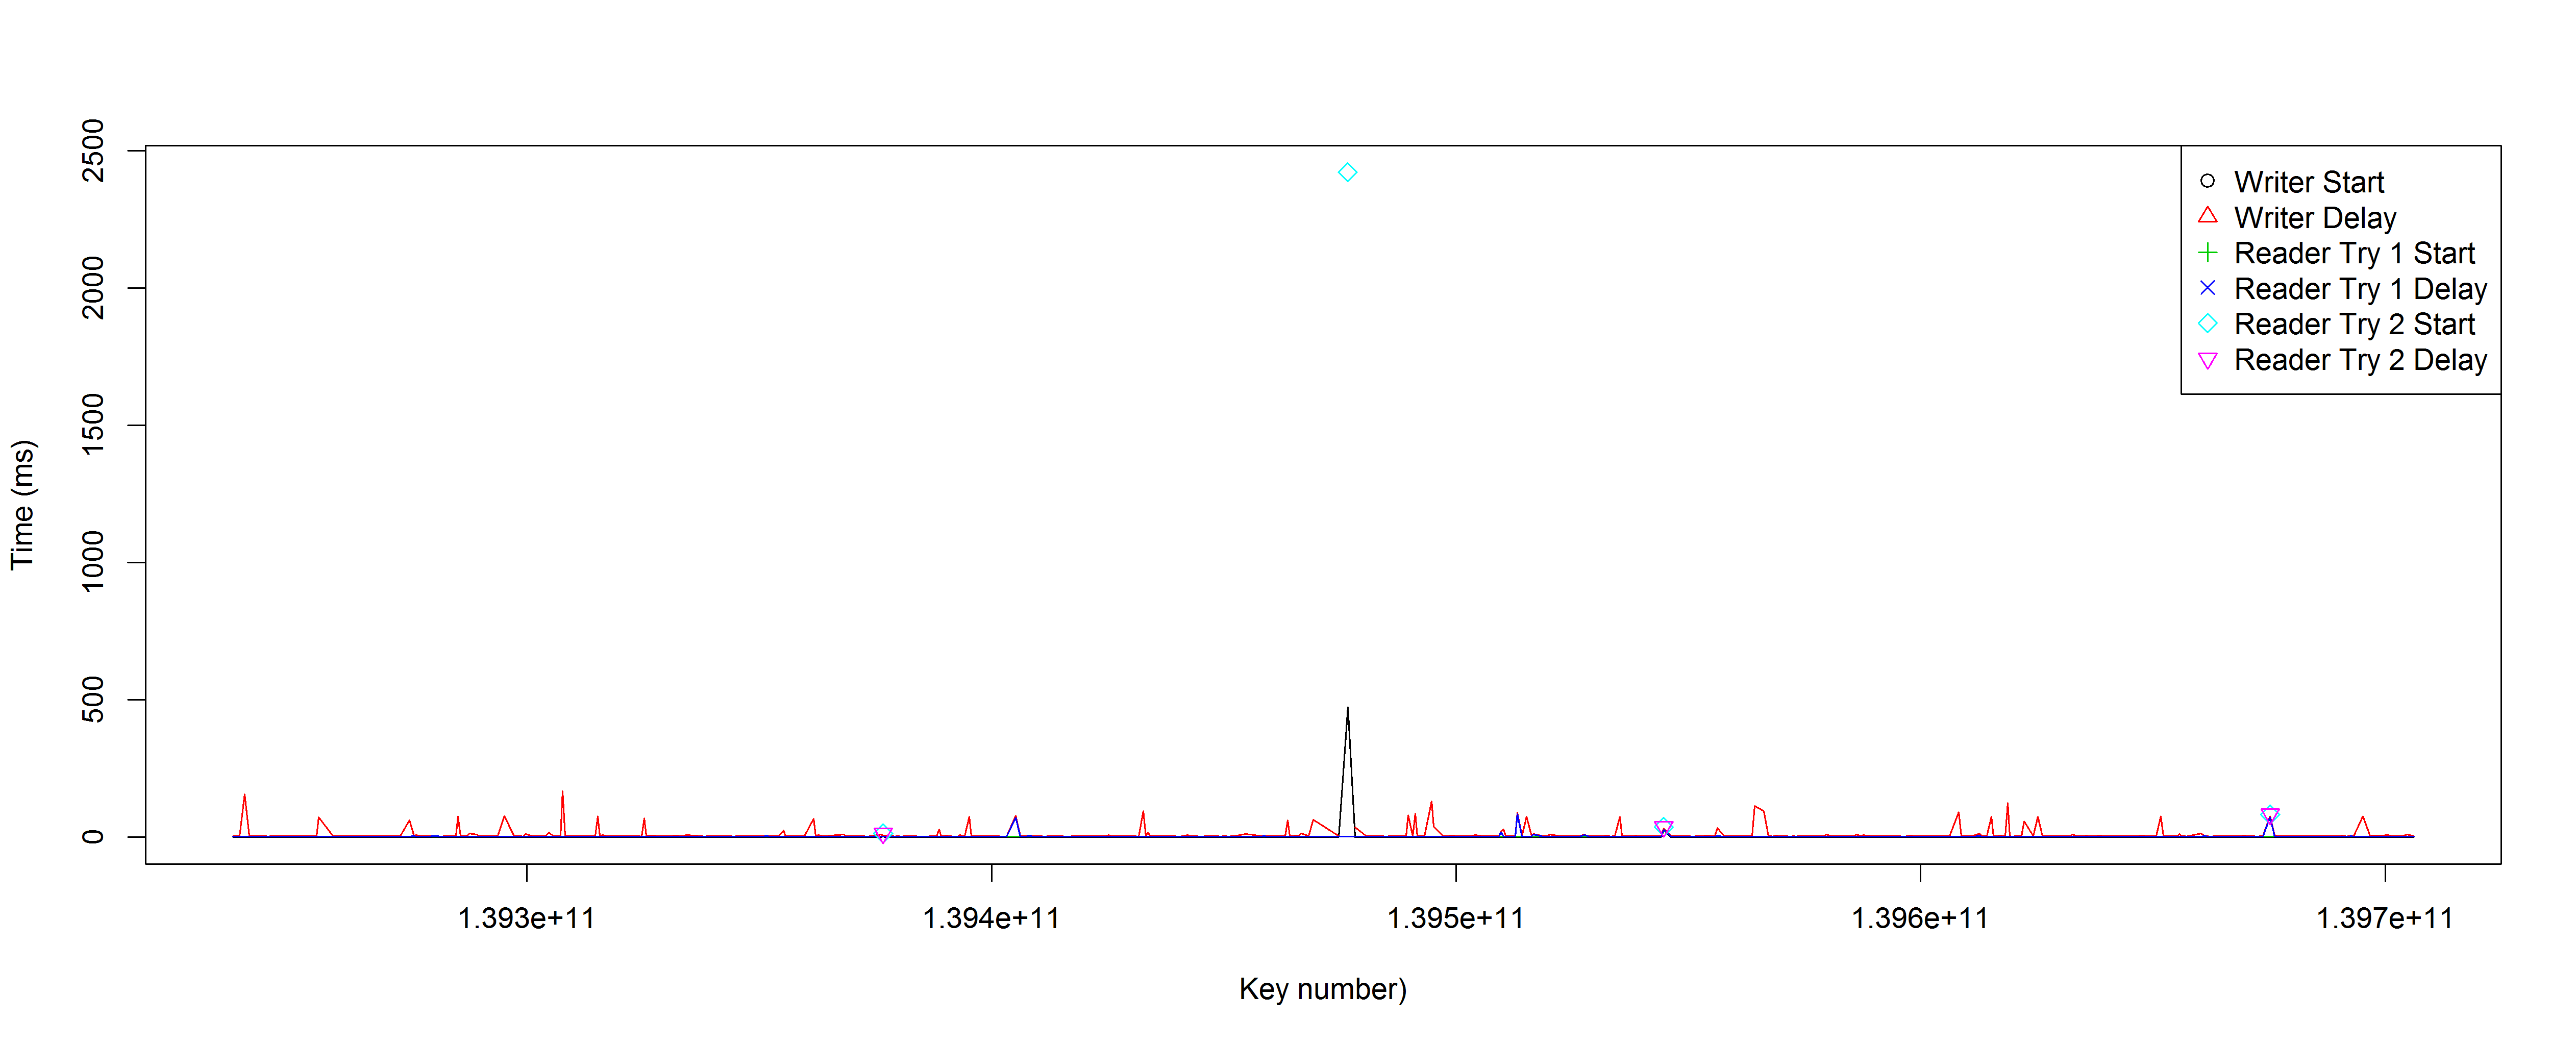 2500
2000
1500
1000
500
0
Time (ms)
Writer Start
Writer Delay
Reader Try 1 Start
Reader Try 1 Delay
Reader Try 2 Start
Reader Try 2 Delay
1.393e+11 1.394e+11 1.395e+11 1.396e+11 1.397e+11
Key number)